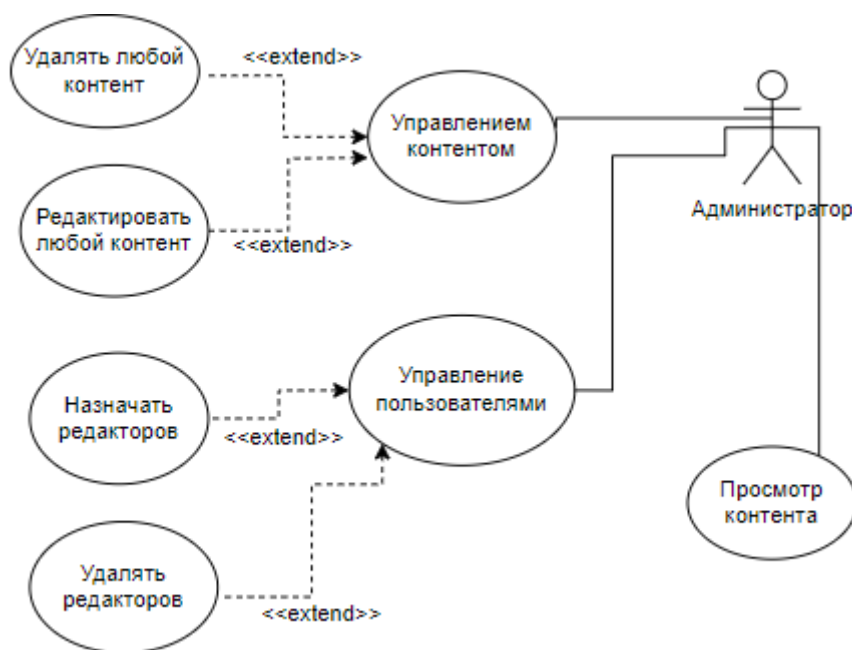 Удалять любой
контент
<<extend>>
Управлением
контентом
Администратор
Редактировать
любой контент
<<extend>>
Управление
пользователями
Назначать
редакторов
<<extend>>
Просмотр
контента
Удалять
редакторов
<<extend>>